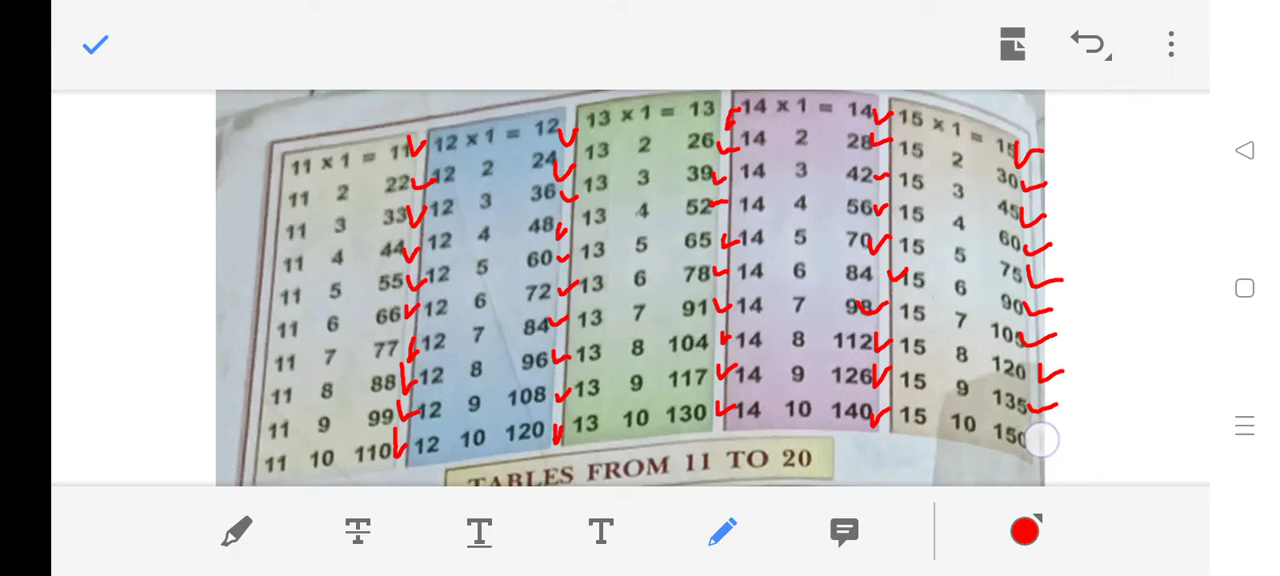 11 x 1 = 11
11 2 22
11 3 33
11 4 44
11 5 55
11 6 66
11 7 77
11 8 88
11 9 99
11 10 110
12 x 1 = 12
12 2 24
12 3 36
12 4 48
12 5 60
12 6 72
12 7 84
12 8 96
12 9 108
12 10 120
13 x 1 = 13
13 2 26
13 3 39
13 4 52
13 5 65
13 6 78
13 7 91
13 8 104
13 9 117
13 10 130
14 x 1 = 14
14 2 28
14 3 42
14 4 56
14 5 70
14 6 84
14 7 98
14 8 112
14 9 126
14 10 140
15 x 1 = 15
15 2 30
15 3 45
15 4 60
15 5 75
15 6 90
15 7 105
15 8 120
15 9 135
15 10 150
TABLES FROM 11 TO 20
T T T